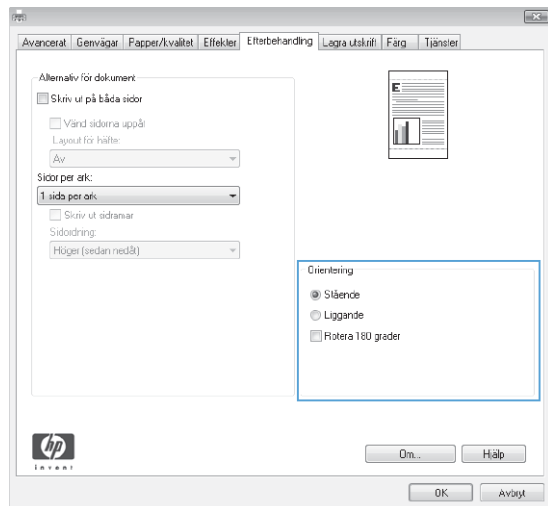 Avancerat Genvägar Papper/kvalitet Effekter Efterbehandling Lagra utskrift Färg Tjänster
Alternativ för dokument
Skriv ut på båda sidor
Vänd sidorna uppåt
Layout för häfte:
Av
Sidor per ark:
1 sida per ark
Skriv ut sidramar
Sidordning:
Höger (sedan nedåt)
E
Orientering
Stående
Liggande
Rotera 180 grader
hp
invent
Om... Hjälp
OK Avbryt